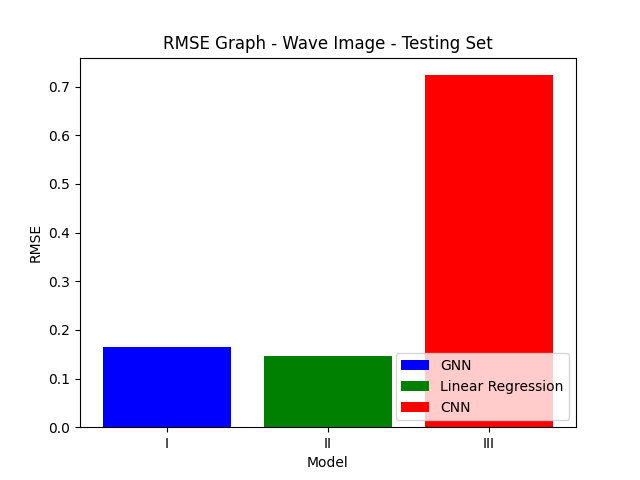 RMSE Graph - Wave Image - Testing Set
RMSE
0.7
0.6
0.5
0.4
0.3
0.2
0.1
0.0
I
II
III
Model
GNN
Linear Regression
CNN